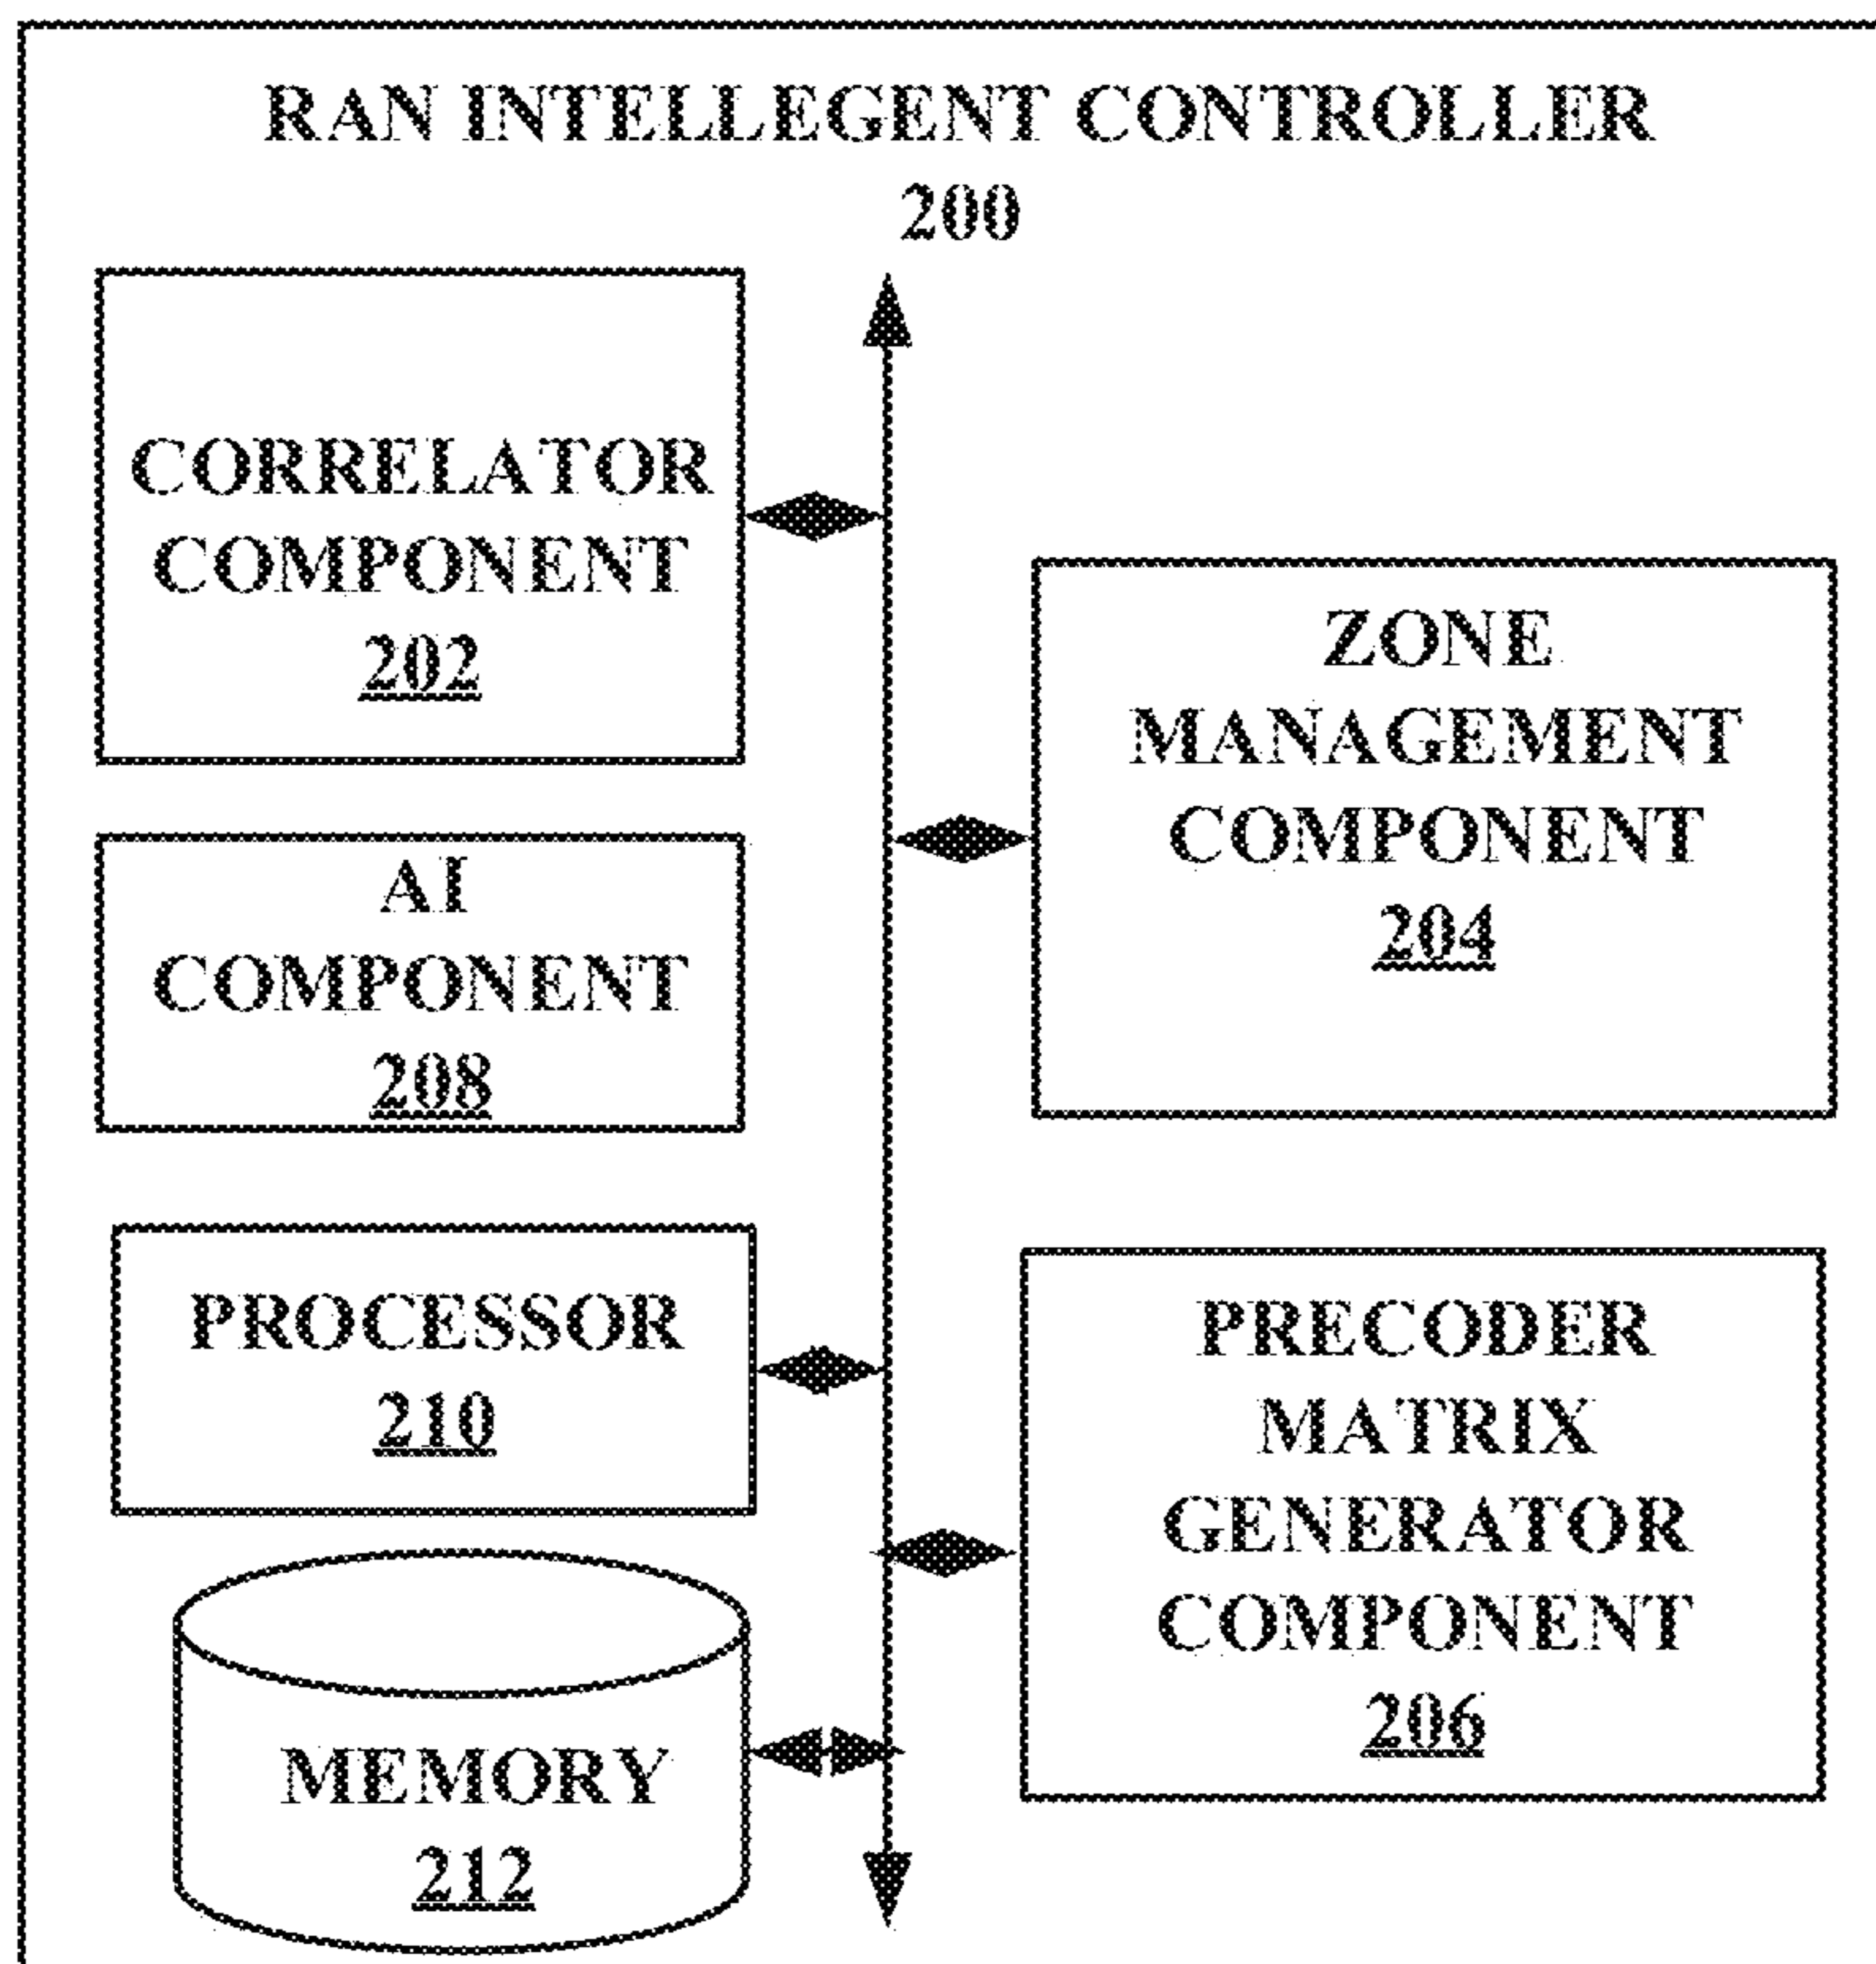 RAN INTELLEGENT CONTROLLER
200
CORRELATOR
COMPONENT
202
ZONE
MANAGEMENT
COMPONENT
204
AI
COMPONENT
208
PROCESSOR
210
PRECODER
MATRIX
GENERATOR
COMPONENT
206
MEMORY
212